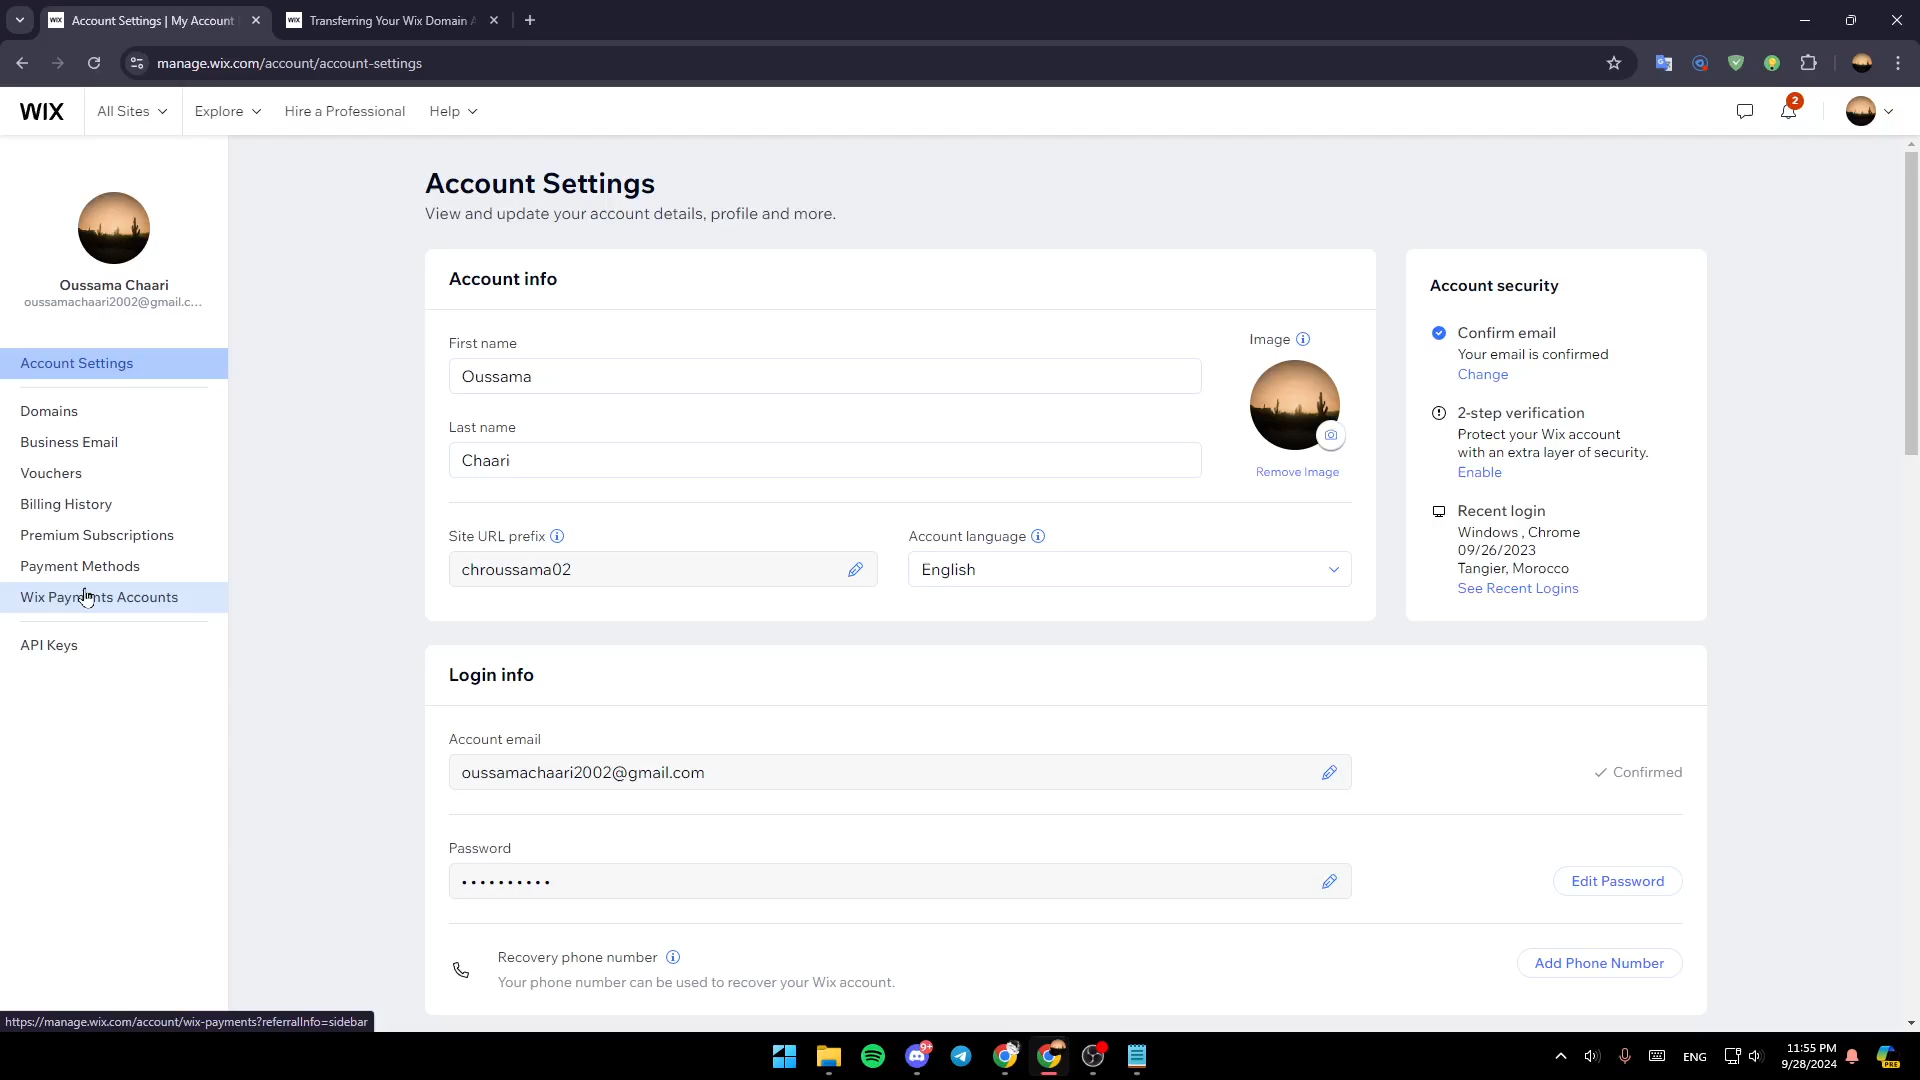 Account Settings | My Account
Transferring Your Wix Domain
manage.wix.com/account/account-settings
WIX
All Sites
Explore
Hire a Professional
Help
2
Oussama Chaari
oussamachaari2002@gmail.c...
Account Settings
Domains
Business Email
Vouchers
Billing History
Premium Subscriptions
Payment Methods
Wix Payments Accounts
API Keys
Account Settings
View and update your account details, profile and more.
Account info
First name
Oussama
Image
Last name
Chaari
Remove Image
Site URL prefix
chroussama02
Account language
English
Account security
Confirm email
Your email is confirmed
Change
2-step verification
Protect your Wix account
with an extra layer of security.
Enable
Recent login
Windows , Chrome
09/26/2023
Tangier, Morocco
See Recent Logins
Login info
Account email
oussamachaari2002@gmail.com
Confirmed
Password
Edit Password
Recovery phone number
Your phone number can be used to recover your Wix account.
Add Phone Number
https://manage.wix.com/account/wix-payments?referralInfo=sidebar
9+
ENG
11:55 PM
9/28/2024
PRE